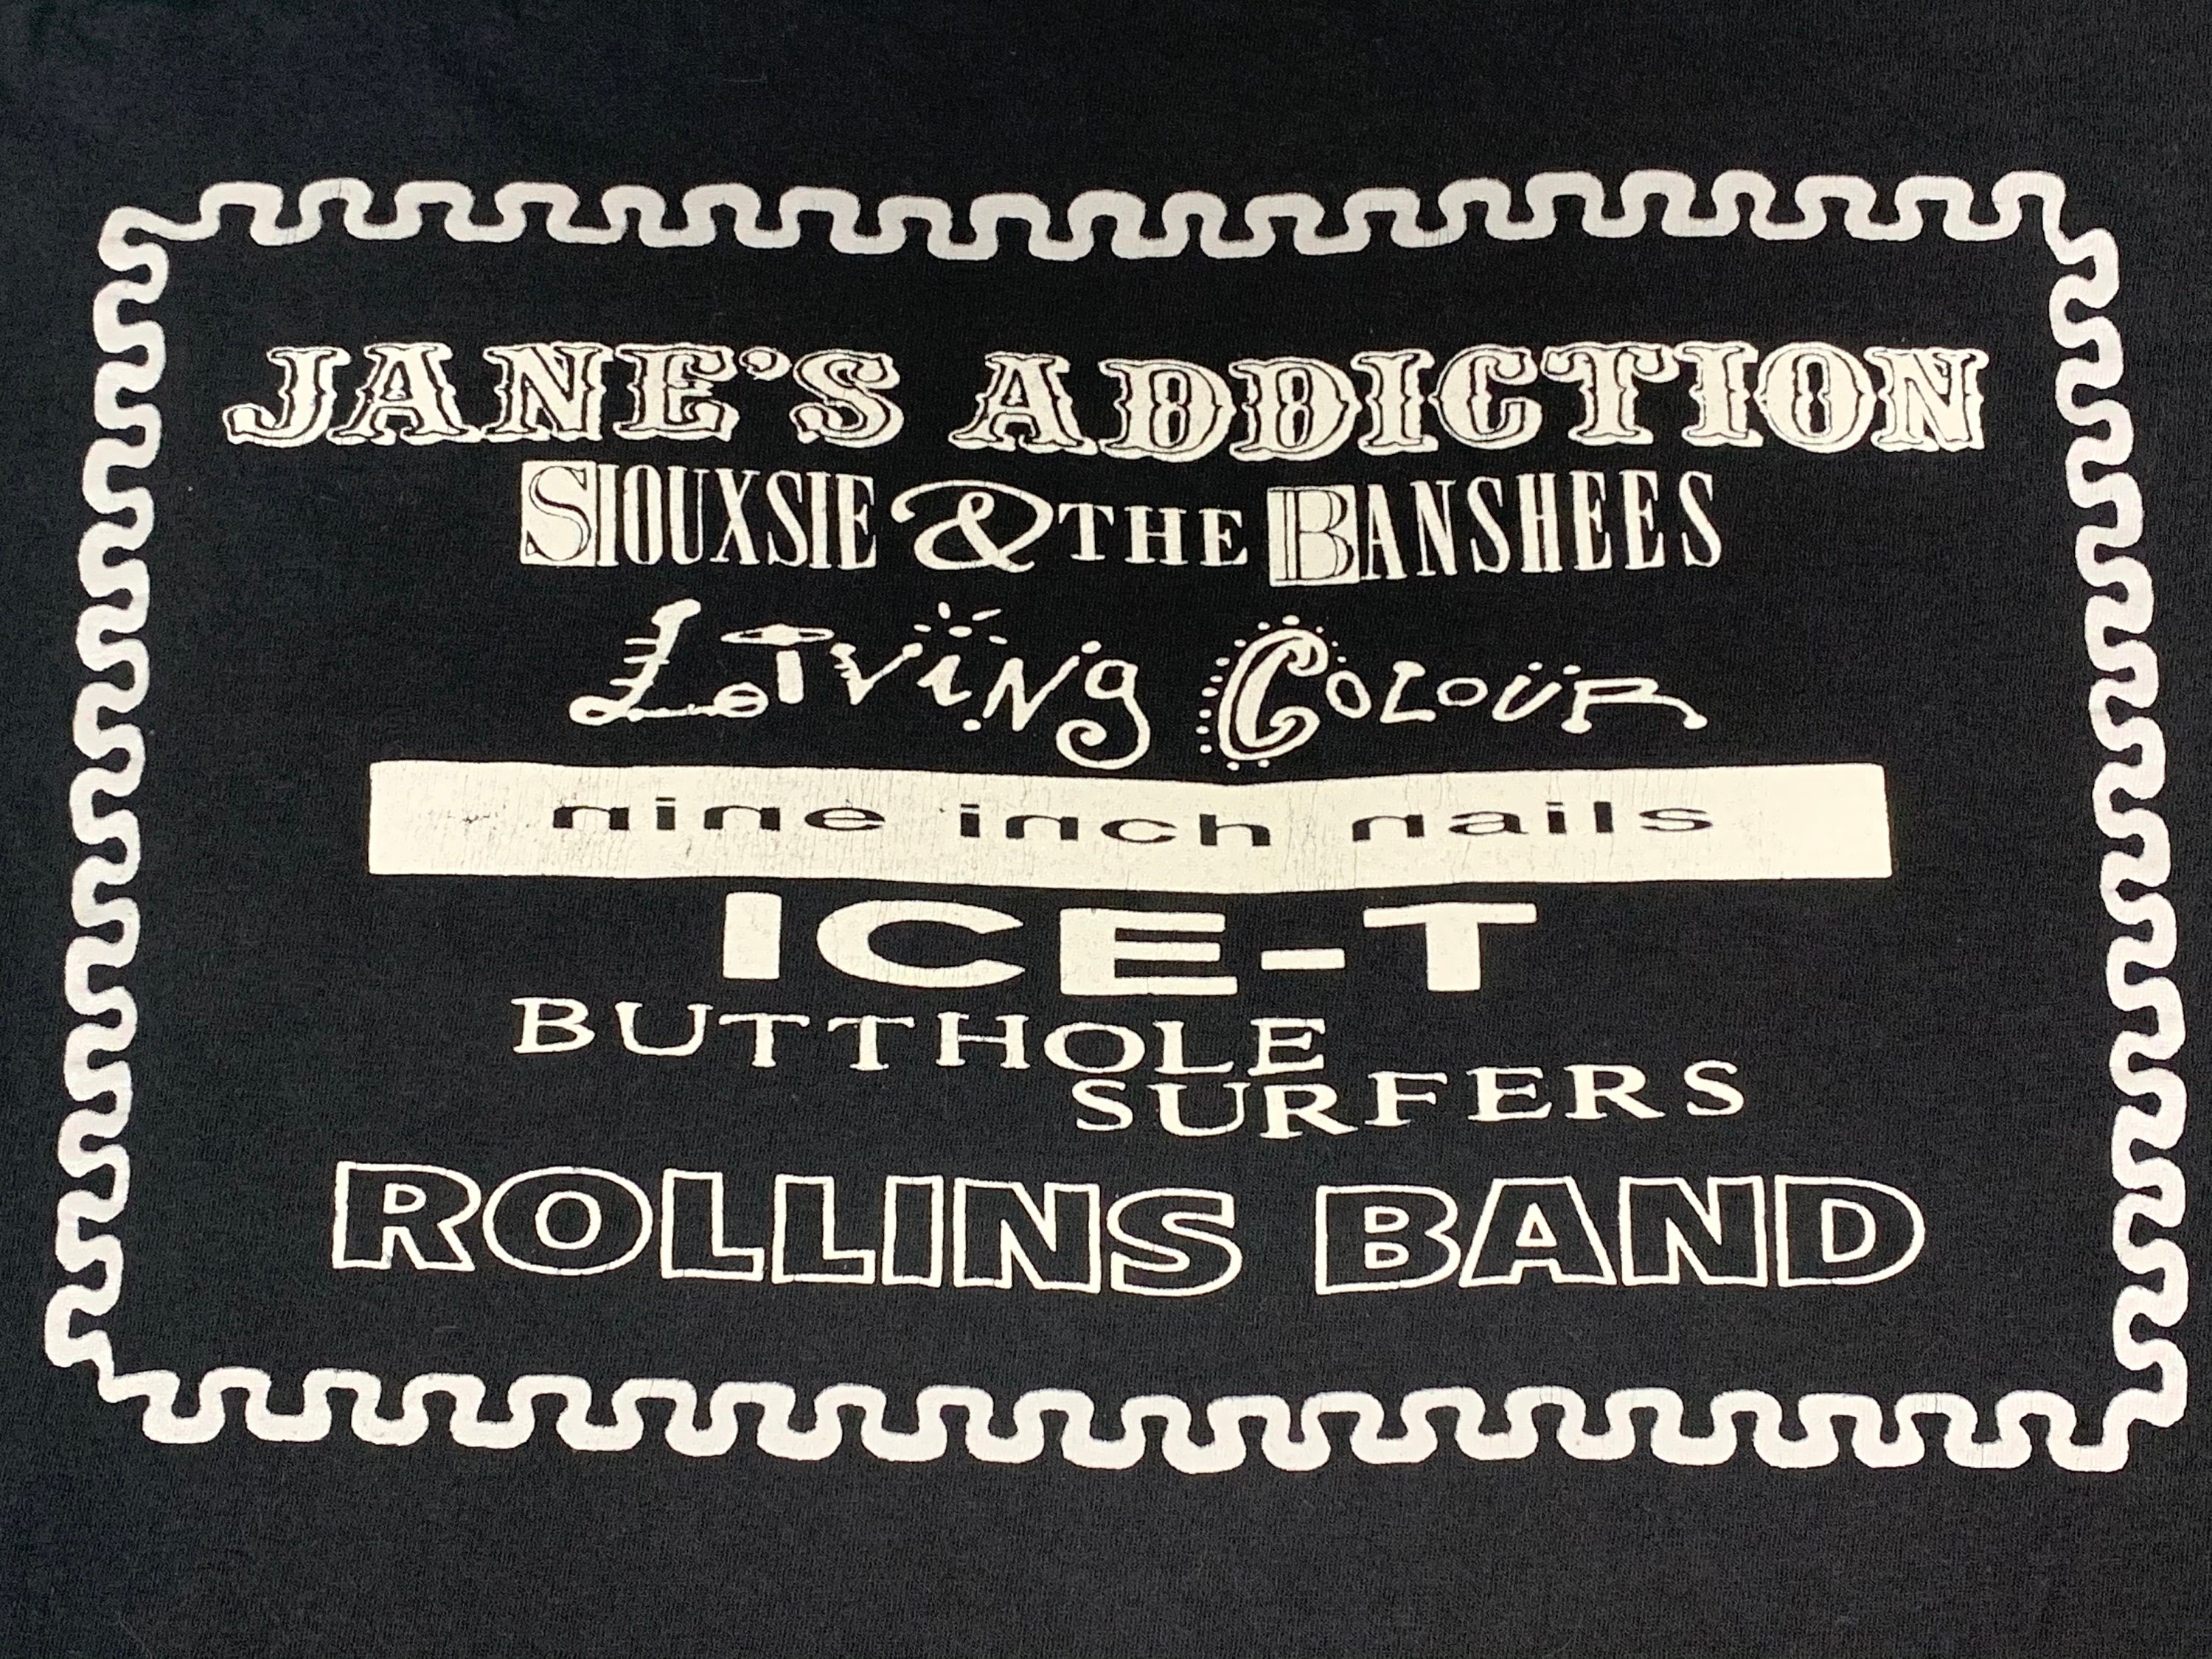 JANE'S ADDICTION
SIOUXSIE & THE BANSHEES
LIVING COLOUR
nine inch nails
ICE-T
BUTTHOLE
SURFERS
ROLLINS BAND